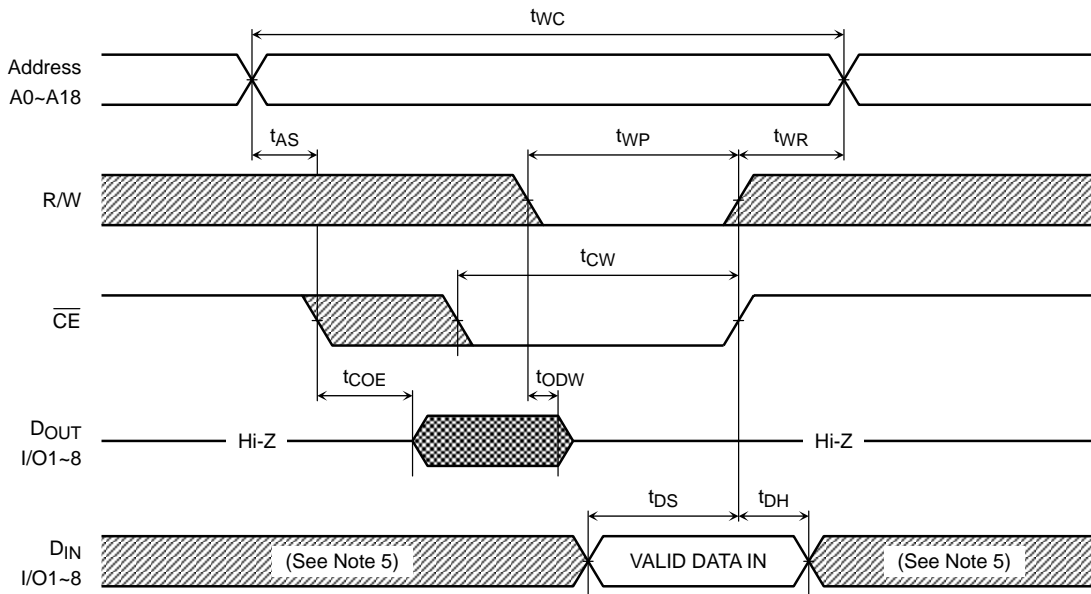 tWC
Address
A0~A18
tAS
tWP
tWR
R/W
tCW
CE
tCOE
tODW
DOUT
I/O1~8
Hi-Z
Hi-Z
tDS
tDH
DIN
I/O1~8
(See Note 5)
VALID DATA IN
(See Note 5)